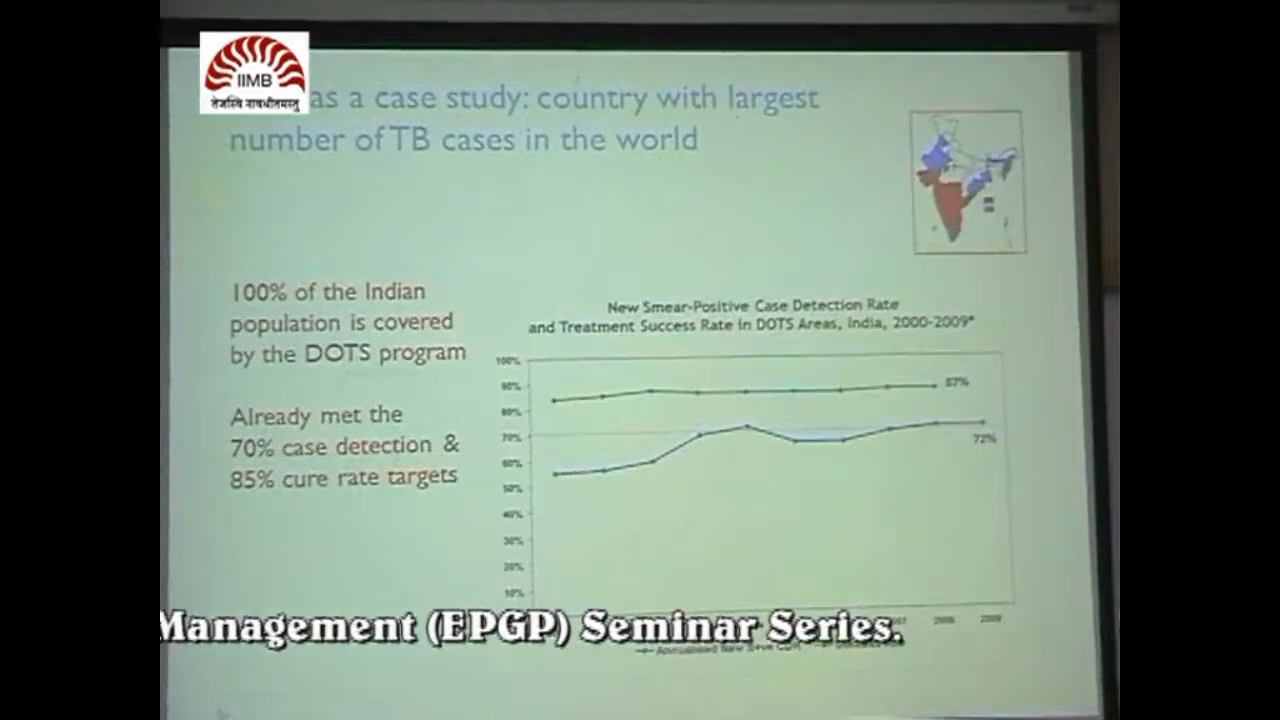 IIMB
तेजस्वि नावधीतमस्तु
as a case study: country with largest
number of TB cases in the world
100% of the Indian
population is covered
by the DOTS program
Already met the
70% case detection &
85% cure rate targets
New Smear-Positive Case Detection Rate
and Treatment Success Rate in DOTS Areas, India, 2000-2009*
100%
90%
80%
70%
60%
50%
40%
30%
20%
10%
87%
72%
2008
2009
Management (EPGP) Seminar Series.
Annualised New